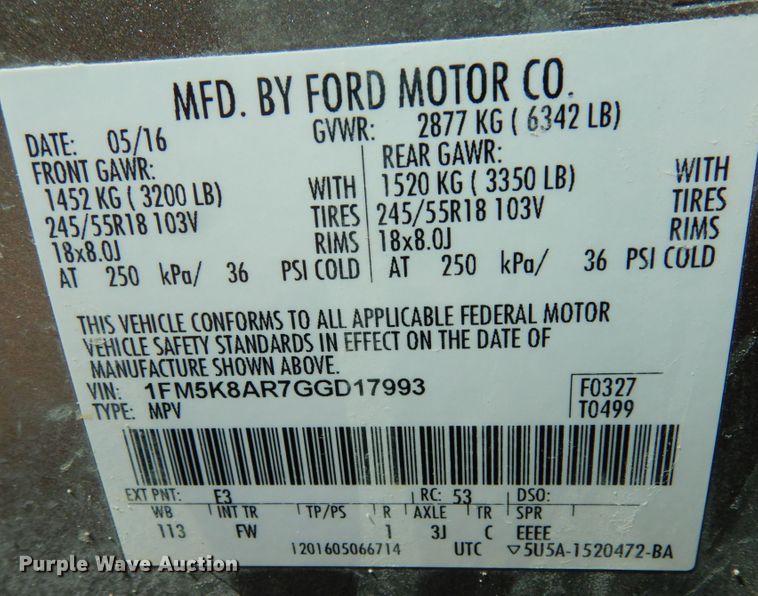 MFD. BY FORD MOTOR CO.
DATE: 05/16 GVWR: 2877 KG ( 6342 LB)
FRONT GAWR: REAR GAWR:
1452 KG ( 3200 LB) WITH 1520 KG ( 3350 LB) WITH
245/55R18 103V TIRES 245/55R18 103V TIRES
18x8.0J RIMS 18x8.0J RIMS
AT 250 kPa/ 36 PSI COLD AT 250 kPa/ 36 PSI COLD
THIS VEHICLE CONFORMS TO ALL APPLICABLE FEDERAL MOTOR
VEHICLE SAFETY STANDARDS IN EFFECT ON THE DATE OF
MANUFACTURE SHOWN ABOVE.
VIN: 1FM5K8AR7GGD17993 F0327
TYPE: MPV T0499
EXT PNT: E3 RC: 53 DSO:
WB INT TR TP/PS R AXLE TR SPR
113 FW 1 3J C EEEE
1201605066714 UTC ▽5U5A-1520472-BA
Purple Wave Auction